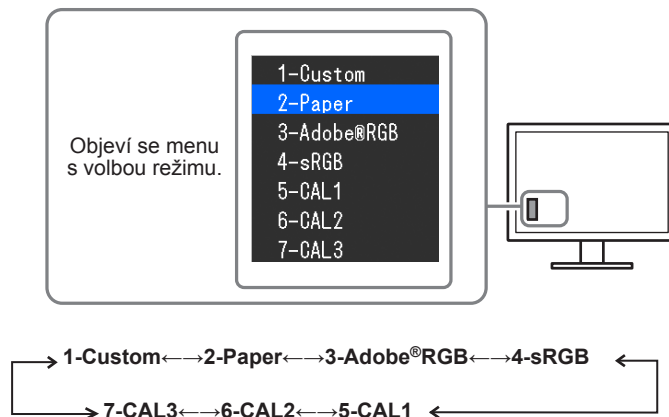 Objeví se menu
s volbou režimu.
1-Custom
2-Paper
3-Adobe®RGB
4-sRGB
5-CAL1
6-CAL2
7-CAL3
1-Custom←→2-Paper←→3-Adobe®RGB←→4-sRGB
7-CAL3←→6-CAL2←→5-CAL1